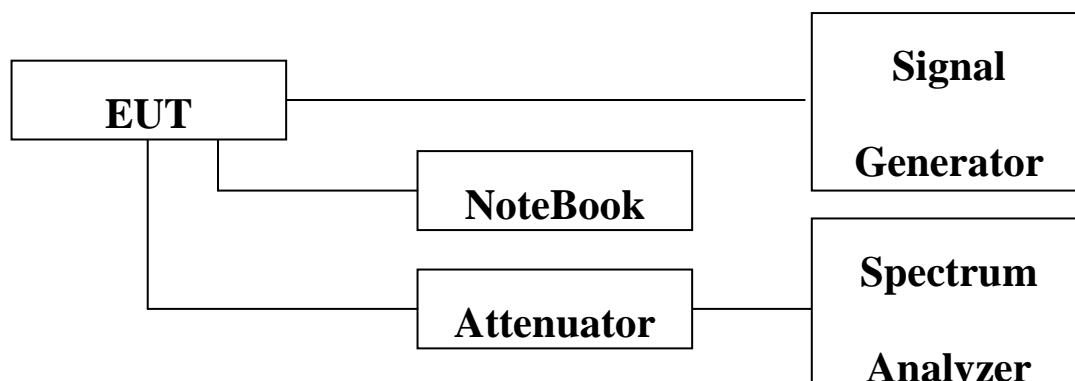 EUT
Signal
Generator
NoteBook
Attenuator
Spectrum
Analyzer